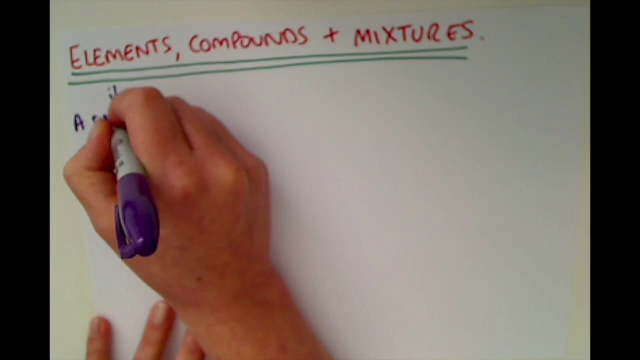 ELEMENTS, COMPOUNDS + MIXTURES.
A